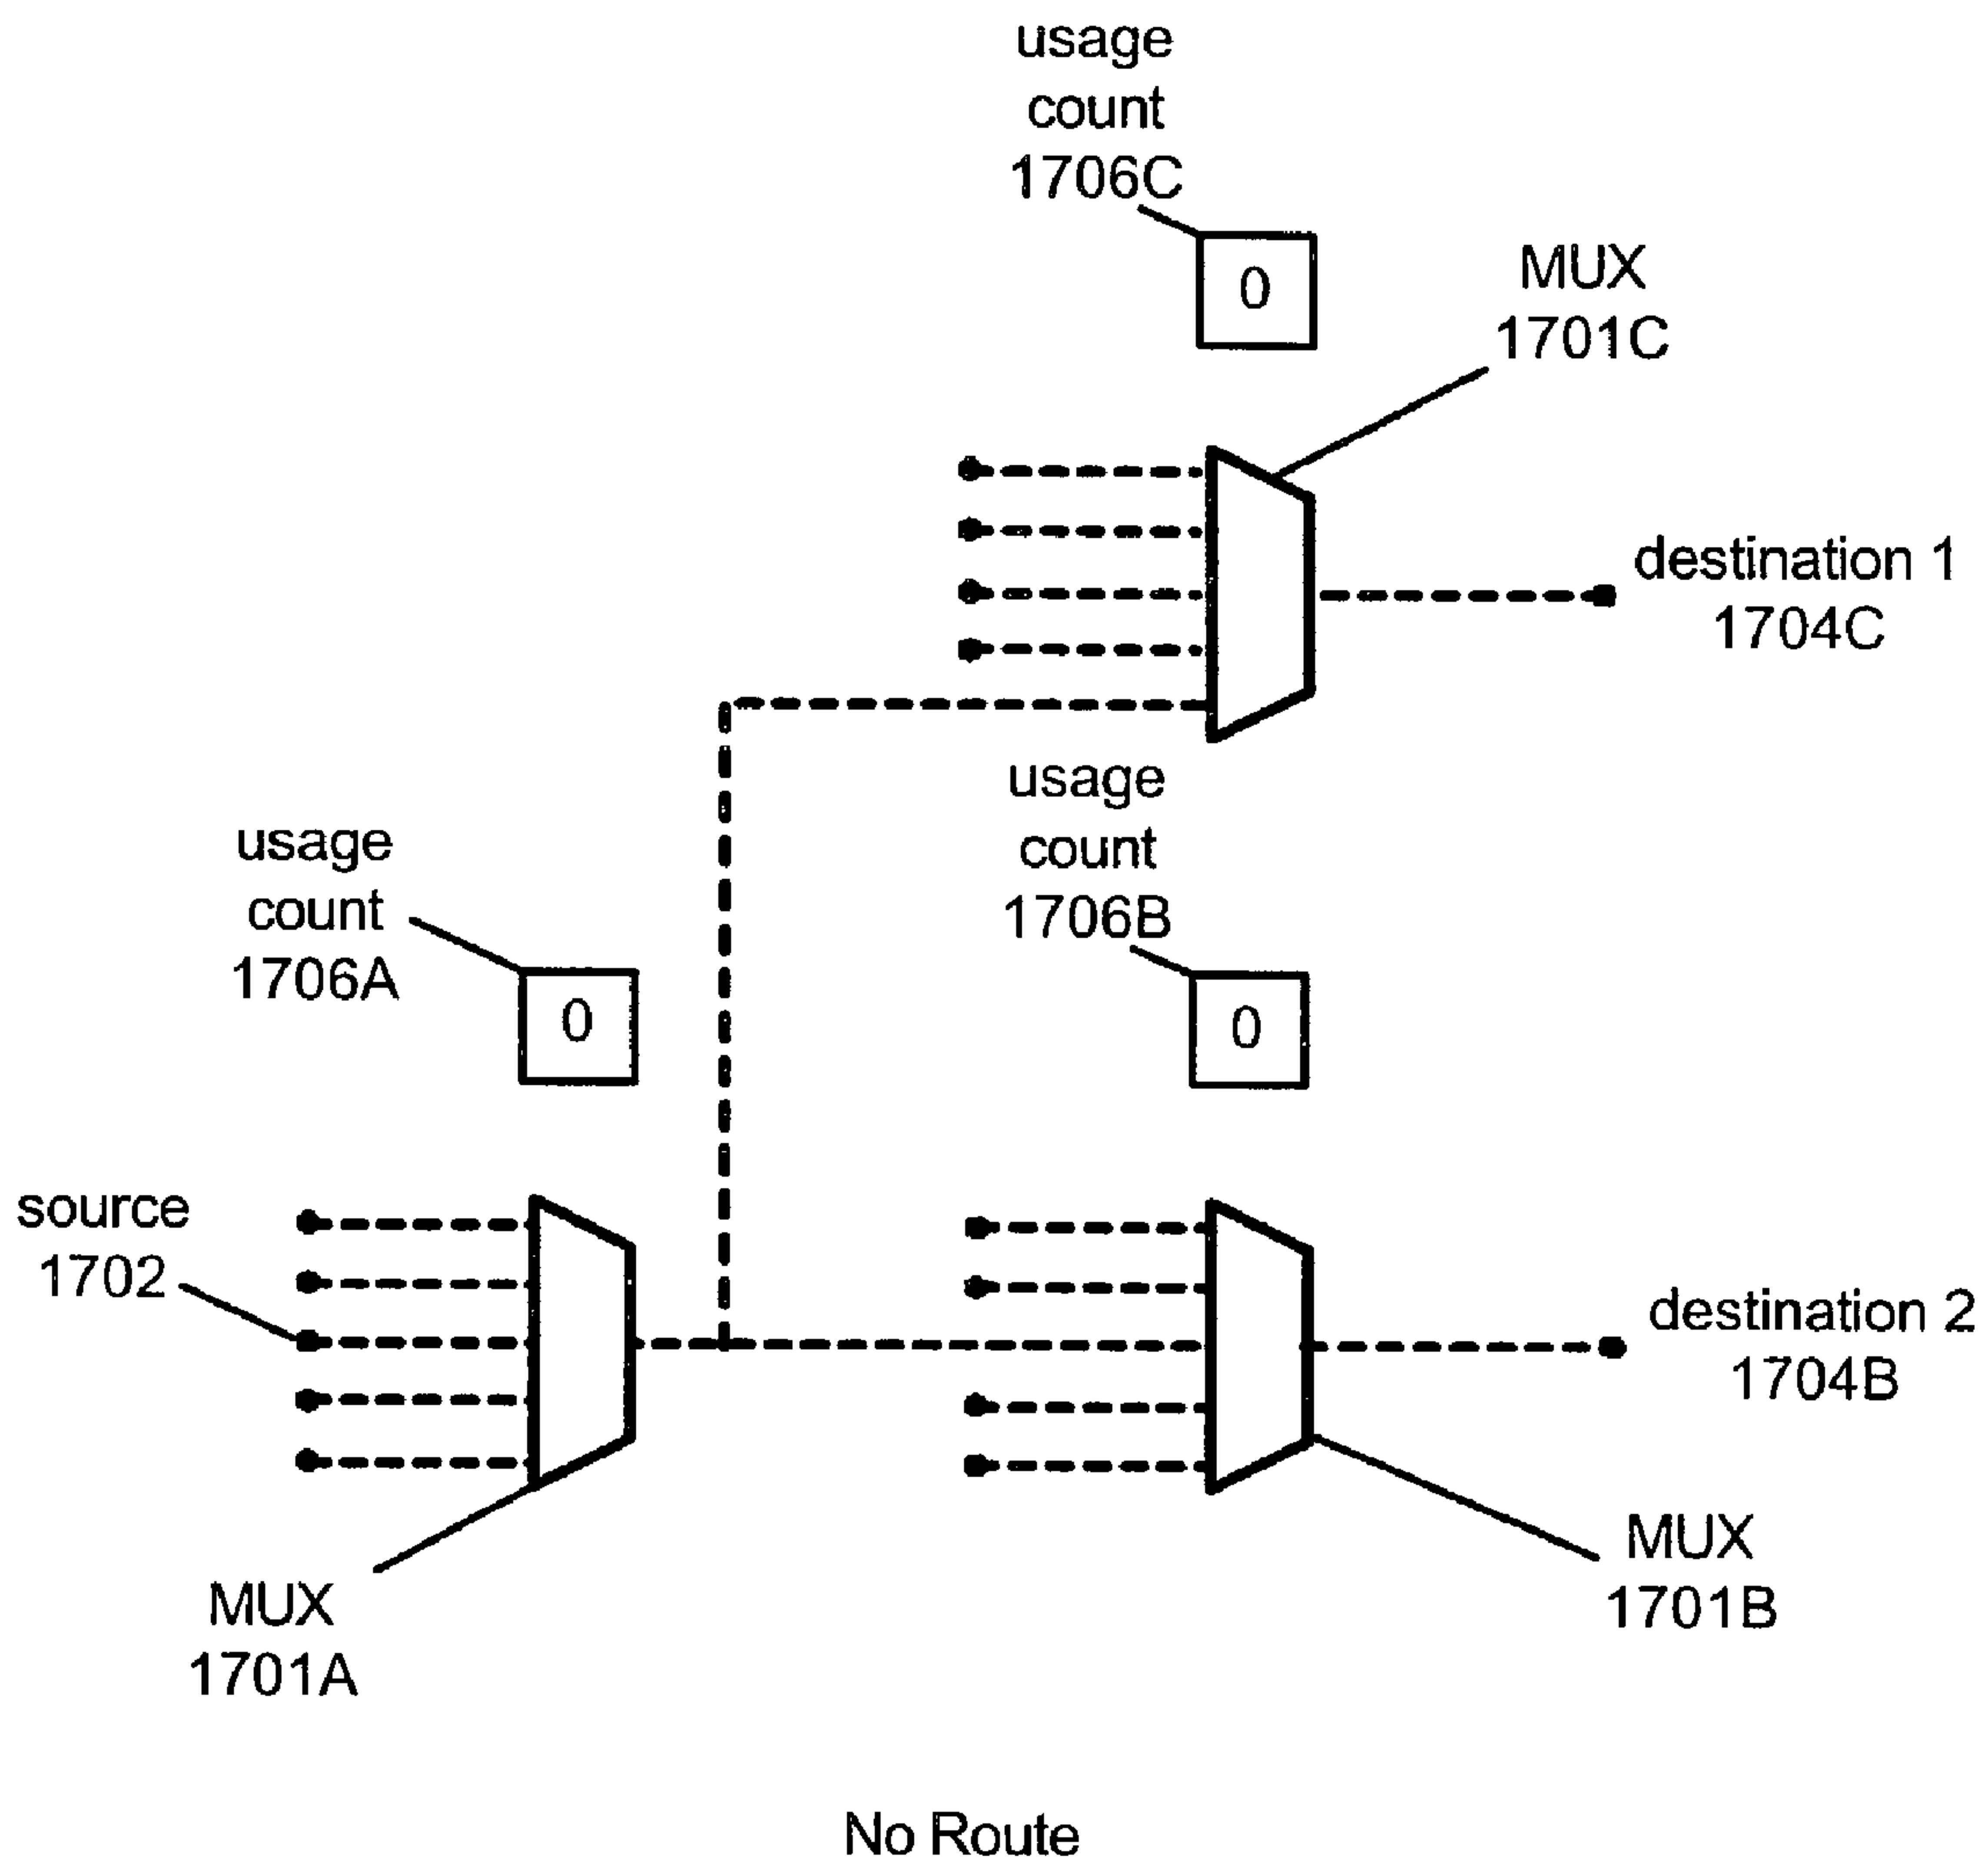 usage
count
1706C
0
MUX
1701C
destination 1
1704C
usage
count
1706B
0
usage
count
1706A
0
source
1702
destination 2
1704B
MUX
1701A
MUX
1701B
No Route